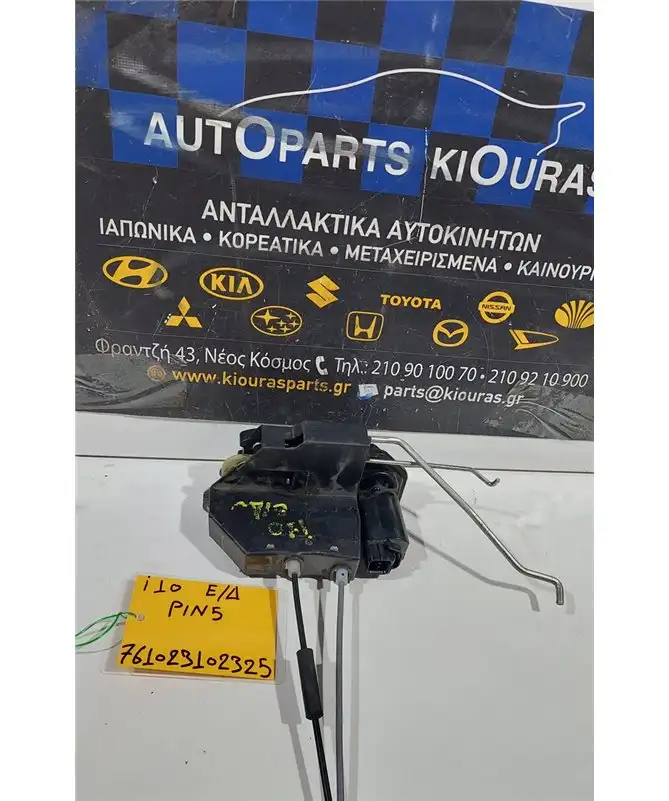 AUTOPARTS KIOURAS
ΑΝΤΑΛΛΑΚΤΙΚΑ ΑΥΤΟΚΙΝΗΤΩΝ
ΙΑΠΩΝΙΚΑ • ΚΟΡΕΑΤΙΚΑ • ΜΕΤΑΧΕΙΡΙΣΜΕΝΑ • ΚΑΙΝΟΥΡΙ
KIA
TOYOTA
NISSAN
Φραντζή 43, Νέος Κόσμος Τηλ.: 210 90 100 70 • 210 92 10 900
www.kiourasparts.gr parts@kiouras.gr
i10 Ε/Δ
PIN5
761023102325